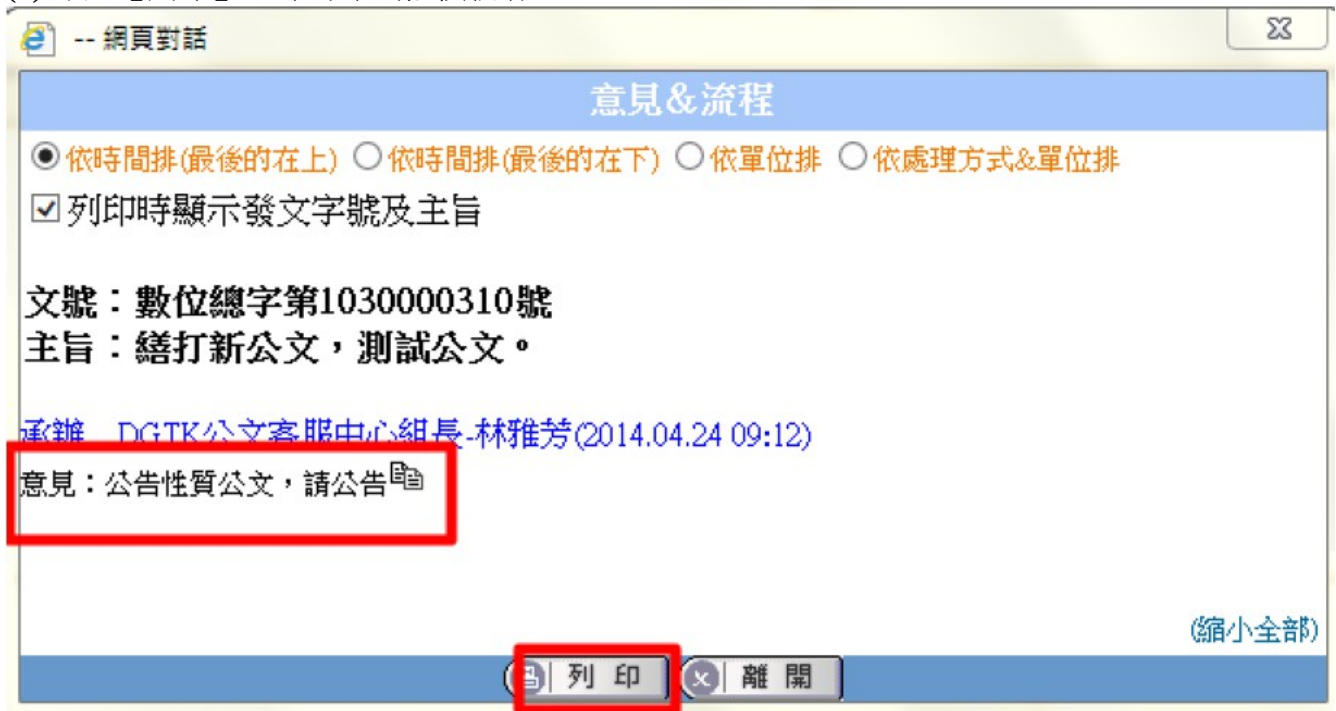 -- 網頁對話
意見&流程
依時間排(最後的在上) 依時間排(最後的在下) 依單位排 依處理方式&單位排
列印時顯示發文字號及主旨
文號：數位總字第1030000310號
主旨：繕打新公文，測試公文。
承辦 DGTK公文客服中心組長-林雅芳(2014.04.24 09:12)
意見：公告性質公文，請公告
(縮小全部)
列印 離開